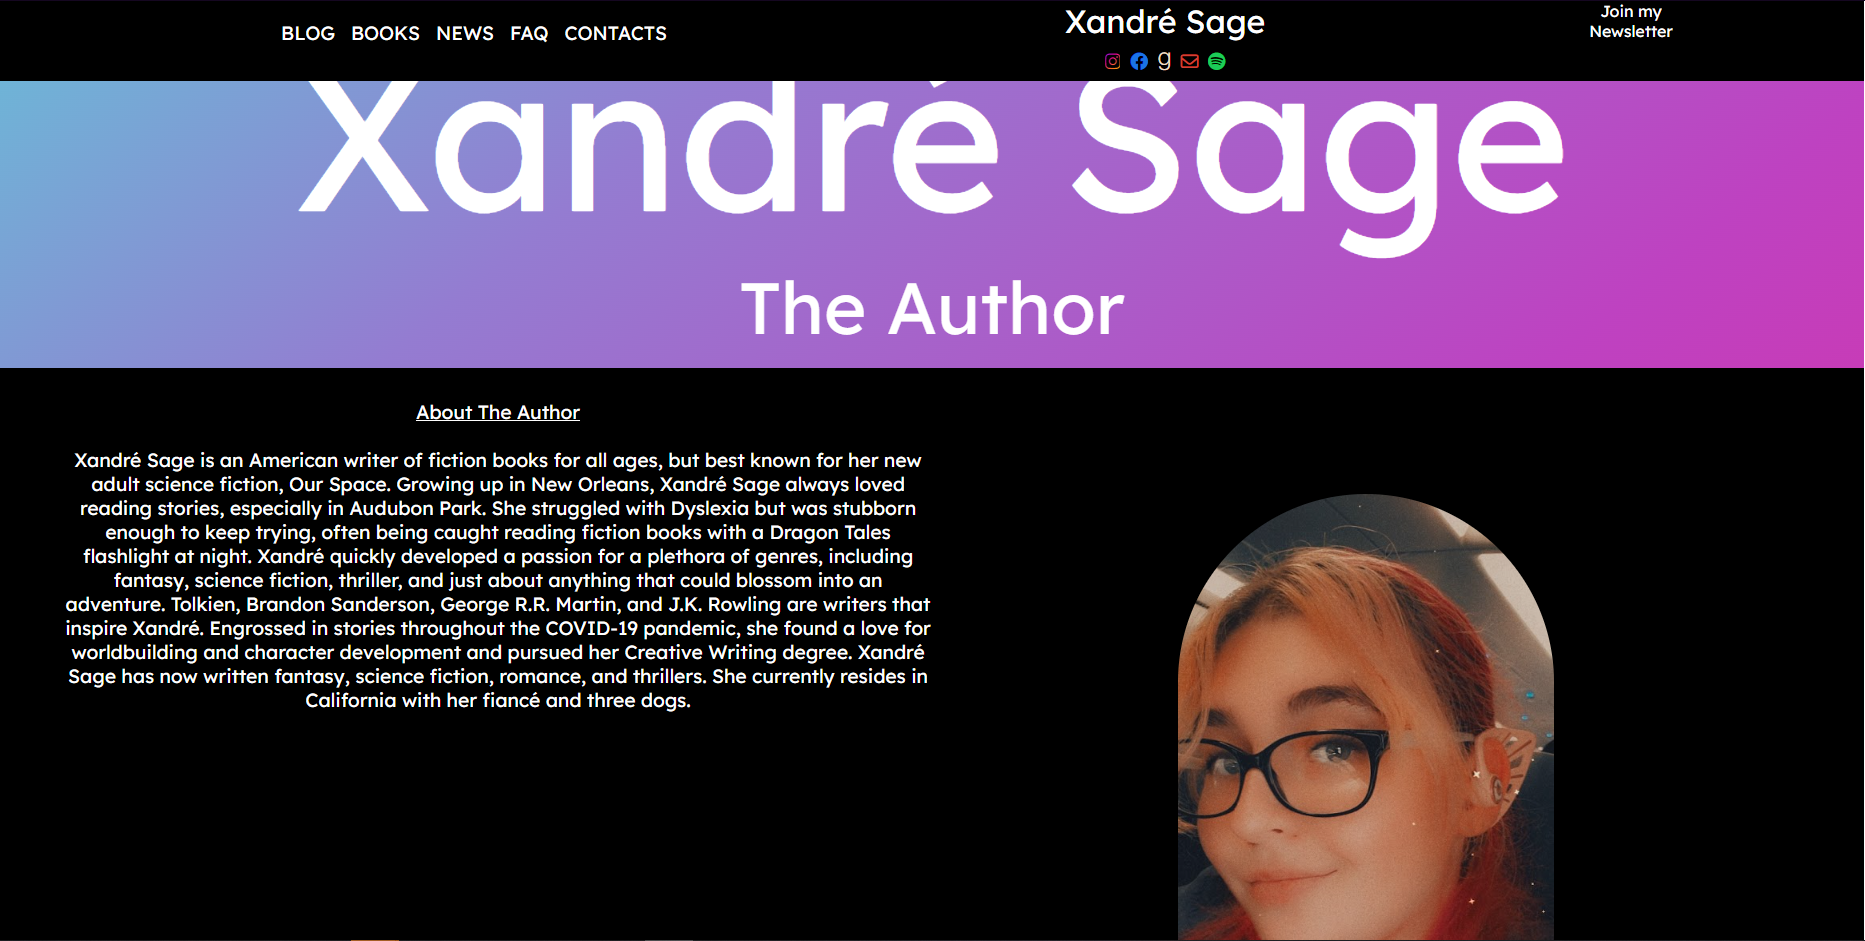 BLOG BOOKS NEWS FAQ CONTACTS
Xandré Sage
Join my
Newsletter
g
Xandré Sage
The Author
About The Author
Xandré Sage is an American writer of fiction books for all ages, but best known for her new
adult science fiction, Our Space. Growing up in New Orleans, Xandré Sage always loved
reading stories, especially in Audubon Park. She struggled with Dyslexia but was stubborn
enough to keep trying, often being caught reading fiction books with a Dragon Tales
flashlight at night. Xandré quickly developed a passion for a plethora of genres, including
fantasy, science fiction, thriller, and just about anything that could blossom into an
adventure. Tolkien, Brandon Sanderson, George R.R. Martin, and J.K. Rowling are writers that
inspire Xandré. Engrossed in stories throughout the COVID-19 pandemic, she found a love for
worldbuilding and character development and pursued her Creative Writing degree. Xandré
Sage has now written fantasy, science fiction, romance, and thrillers. She currently resides in
California with her fiancé and three dogs.